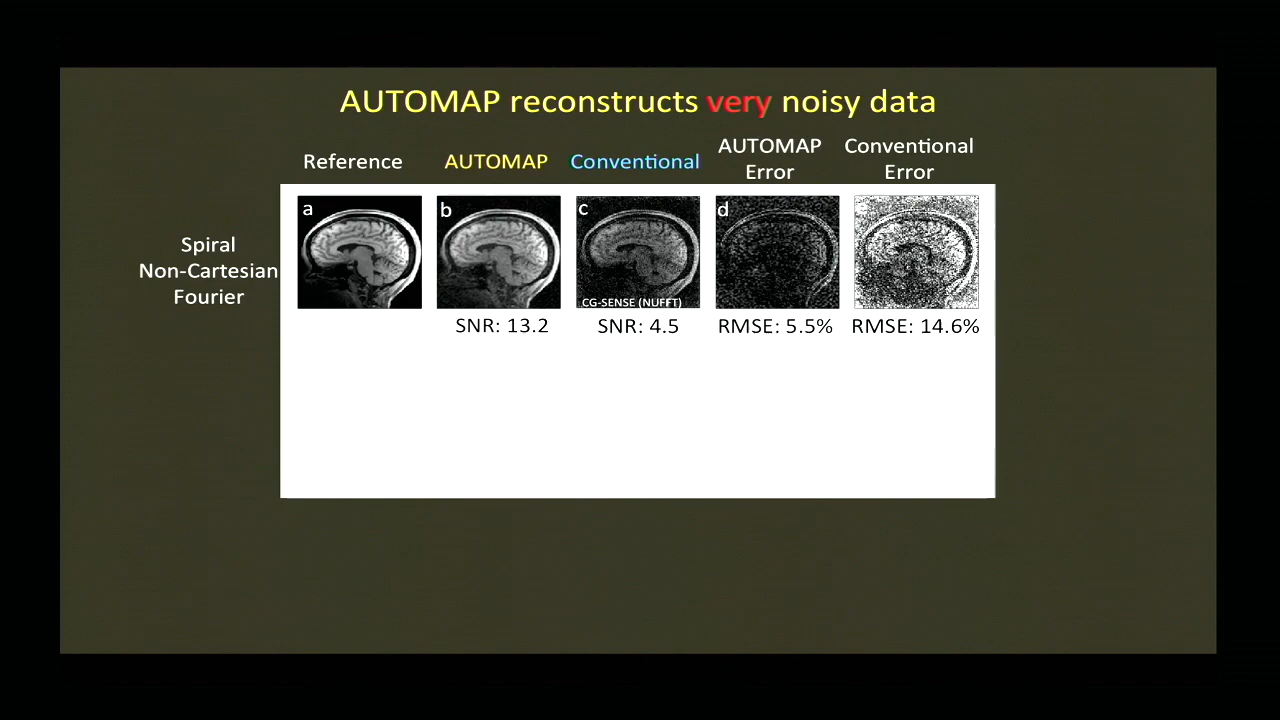 AUTOMAP reconstructs very noisy data
Reference
AUTOMAP
Conventional
AUTOMAP
Error
Conventional
Error
Spiral
Non-Cartesian
Fourier
a
b
c
d
CG-SENSE (NUFFT)
SNR: 13.2
SNR: 4.5
RMSE: 5.5%
RMSE: 14.6%